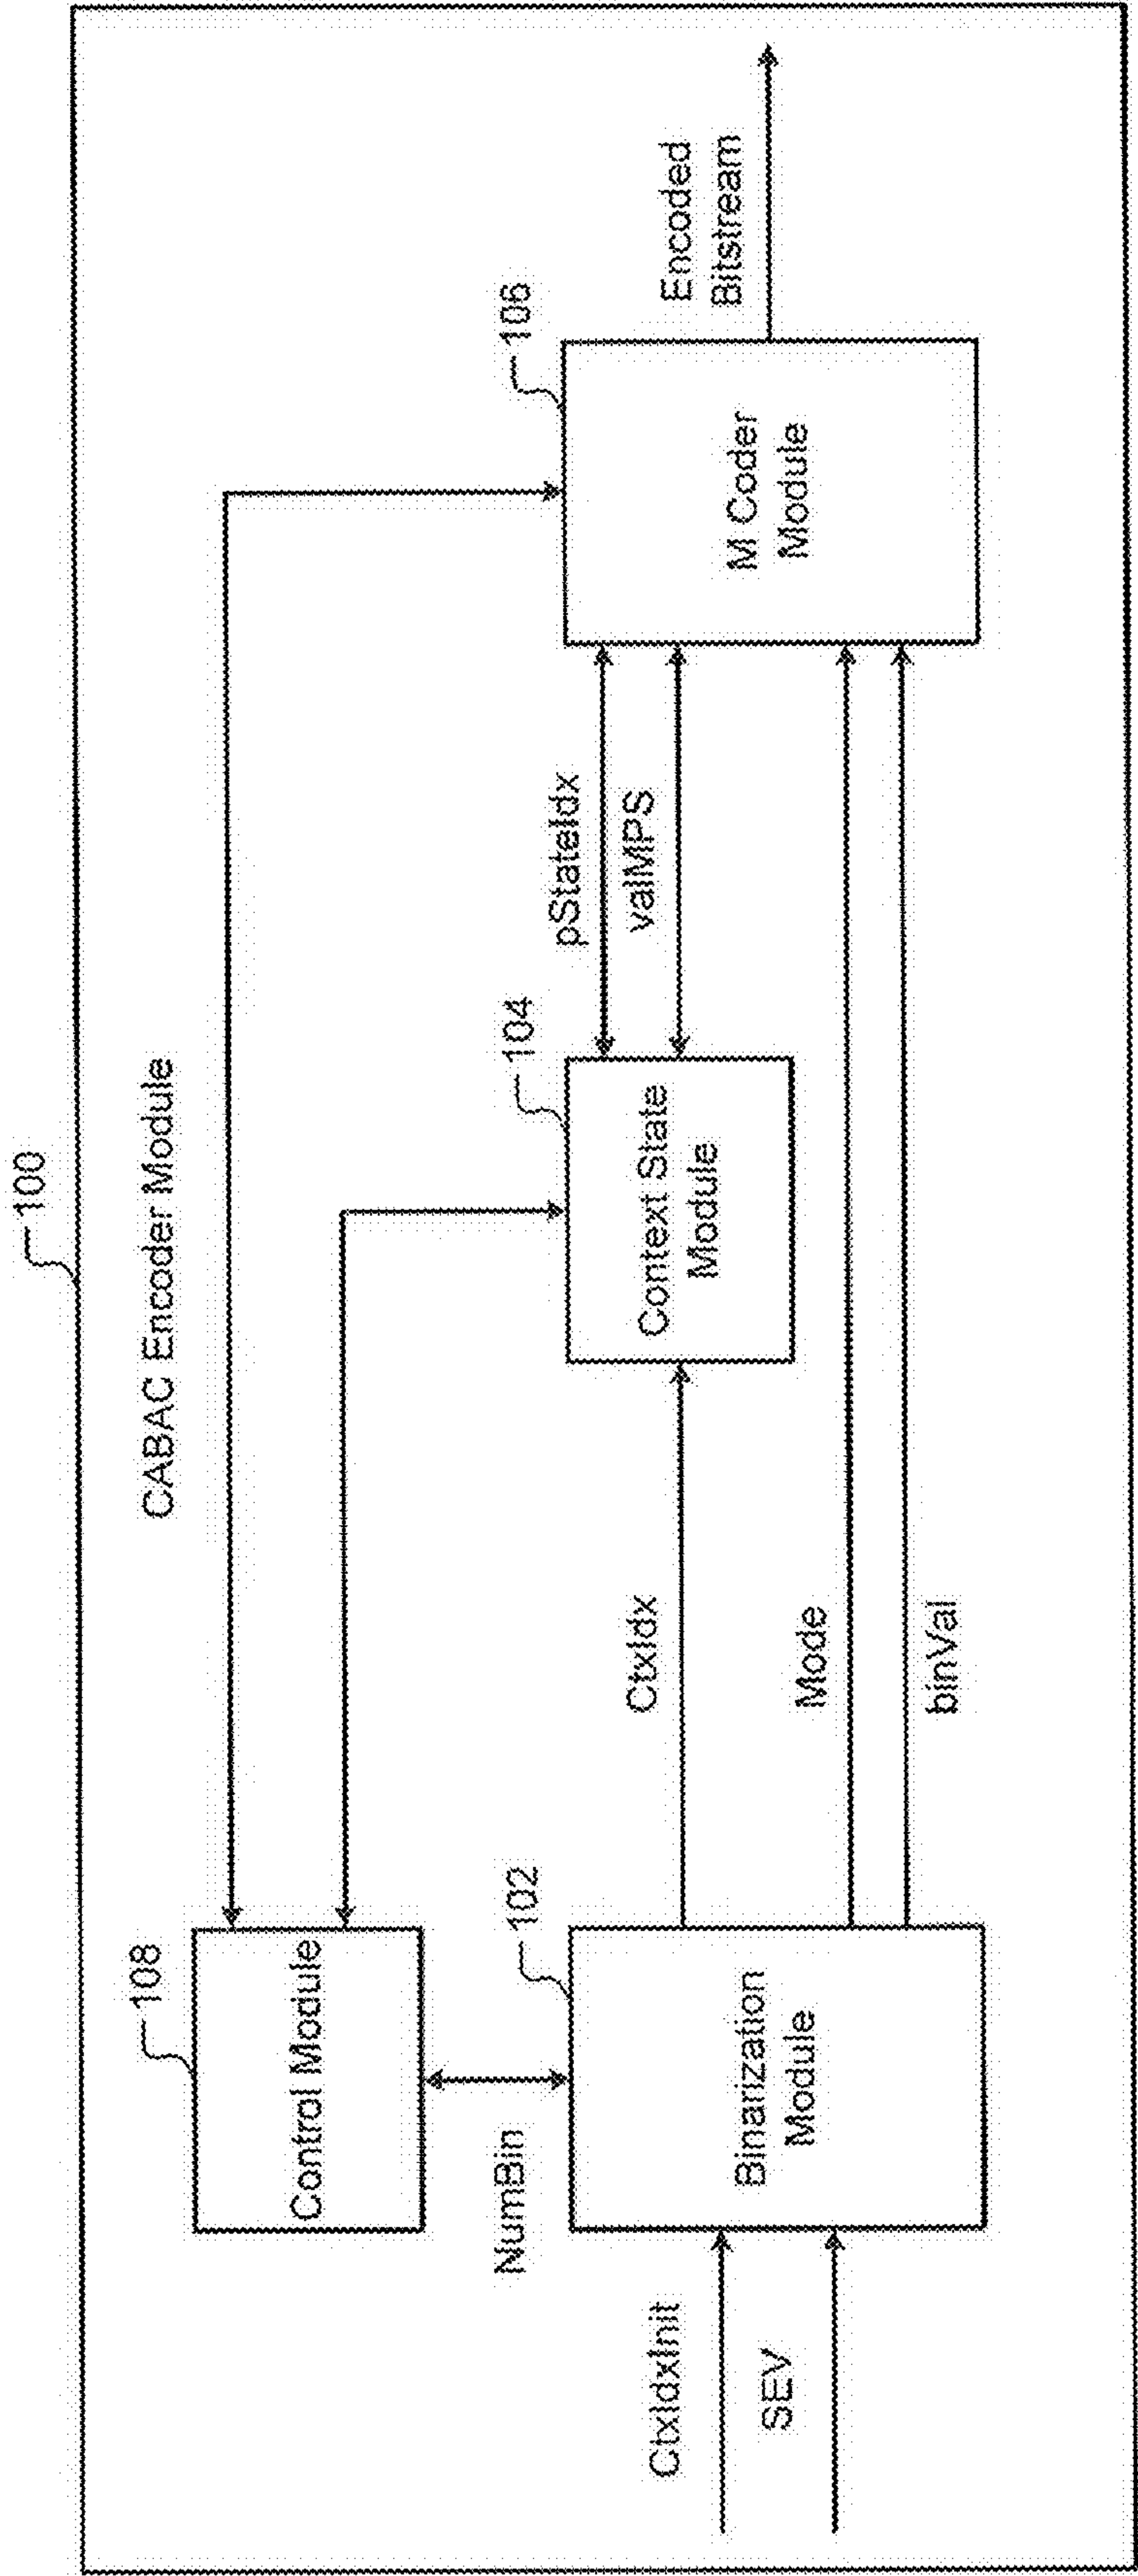 100
CABAC Encoder Module
108
Control Module
NumBin
102
Binarization
Module
CtxIdxInit
SEV
CtxIdx
Mode
binVal
104
Context State
Module
pStateIdx
valMPS
106
M Coder
Module
Encoded
Bitstream